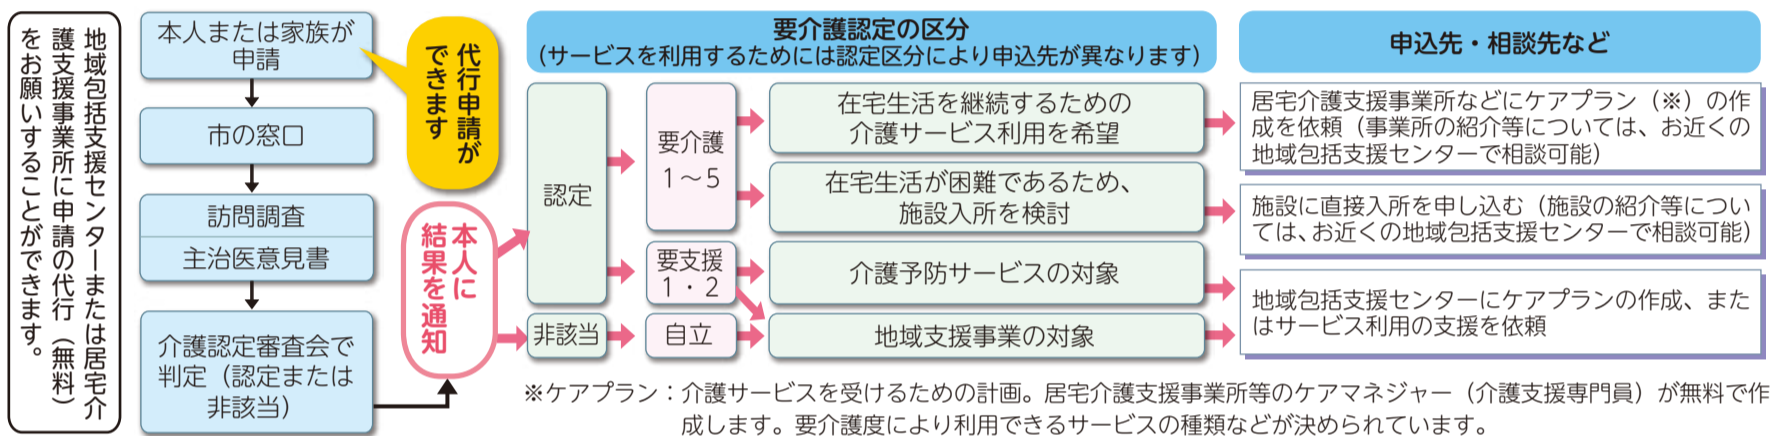 地域包括支援センターまたは居宅介
護支援事業所に申請の代行（無料）
をお願いすることができます。
本人または家族が
申請
代行申請が
できます
市の窓口
訪問調査
主治医意見書
介護認定審査会で
判定（認定または
非該当）
本人に
結果を通知
要介護認定の区分
（サービスを利用するためには認定区分により申込先が異なります）
申込先・相談先など
認定
要介護
1～5
在宅生活を継続するための
介護サービス利用を希望
居宅介護支援事業所などにケアプラン（※）の作
成を依頼（事業所の紹介等については、お近くの
地域包括支援センターで相談可能）
在宅生活が困難であるため、
施設入所を検討
施設に直接入所を申し込む（施設の紹介等につい
ては、お近くの地域包括支援センターで相談可能）
要支援
1・2
介護予防サービスの対象
非該当
自立
地域支援事業の対象
地域包括支援センターにケアプランの作成、また
はサービス利用の支援を依頼
※ケアプラン：介護サービスを受けるための計画。居宅介護支援事業所等のケアマネジャー（介護支援専門員）が無料で作
成します。要介護度により利用できるサービスの種類などが決められています。